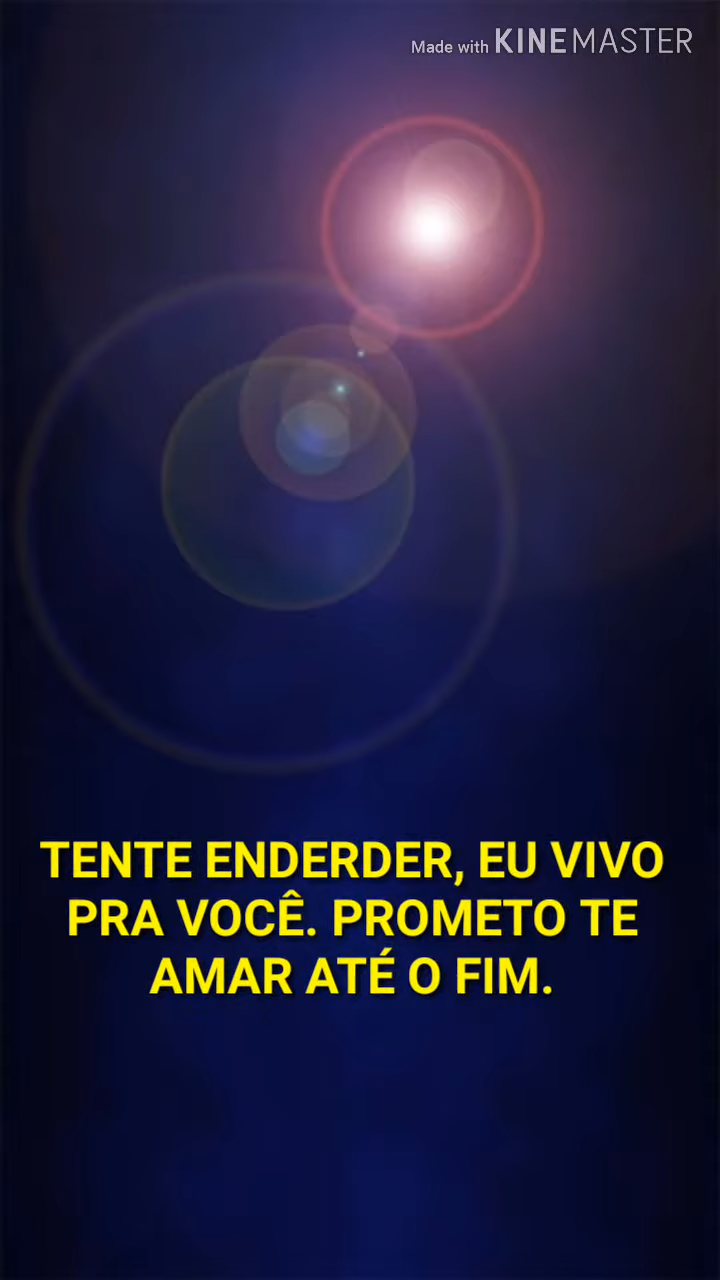 Made with KINEMASTER
TENTE ENDERDER, EU VIVO
PRA VOCÊ. PROMETO TE
AMAR ATÉ O FIM.